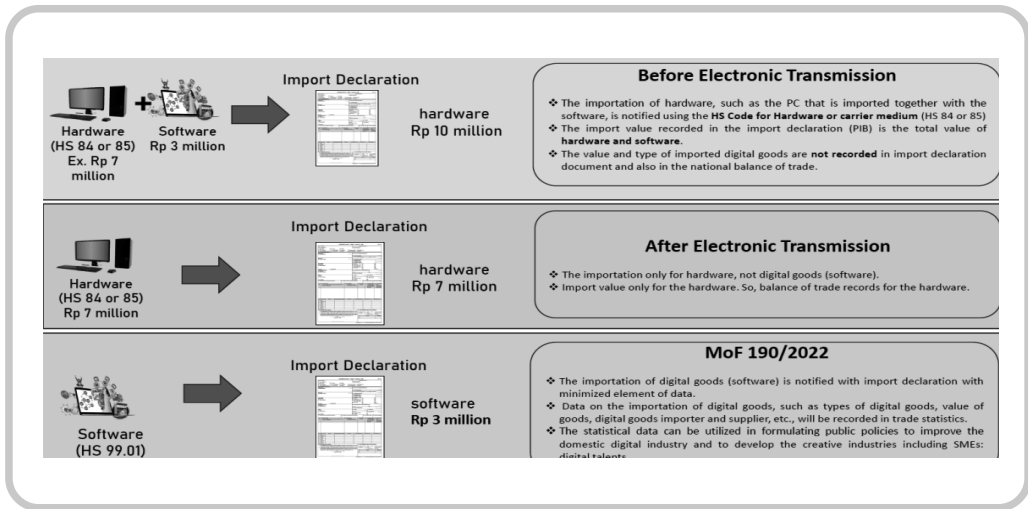 Import Declaration
Hardware
(HS 84 or 85)
Ex. Rp 7
million
+
Software
Rp 3 million
hardware
Rp 10 million
Before Electronic Transmission
❖ The importation of hardware, such as the PC that is imported together with the
software, is notified using the HS Code for Hardware or carrier medium (HS 84 or 85)
❖ The import value recorded in the import declaration (PIB) is the total value of
hardware and software.
❖ The value and type of imported digital goods are not recorded in import declaration
document and also in the national balance of trade.
Import Declaration
Hardware
(HS 84 or 85)
Rp 7 million
hardware
Rp 7 million
After Electronic Transmission
❖ The importation only for hardware, not digital goods (software).
❖ Import value only for the hardware. So, balance of trade records for the hardware.
Import Declaration
Software
(HS 99.01)
software
Rp 3 million
MoF 190/2022
❖ The importation of digital goods (software) is notified with import declaration with
minimized element of data.
❖ Data on the importation of digital goods, such as types of digital goods, value of
goods, digital goods importer and supplier, etc., will be recorded in trade statistics.
❖ The statistical data can be utilized in formulating public policies to improve the
domestic digital industry and to develop the creative industries including SMEs:
digital talents